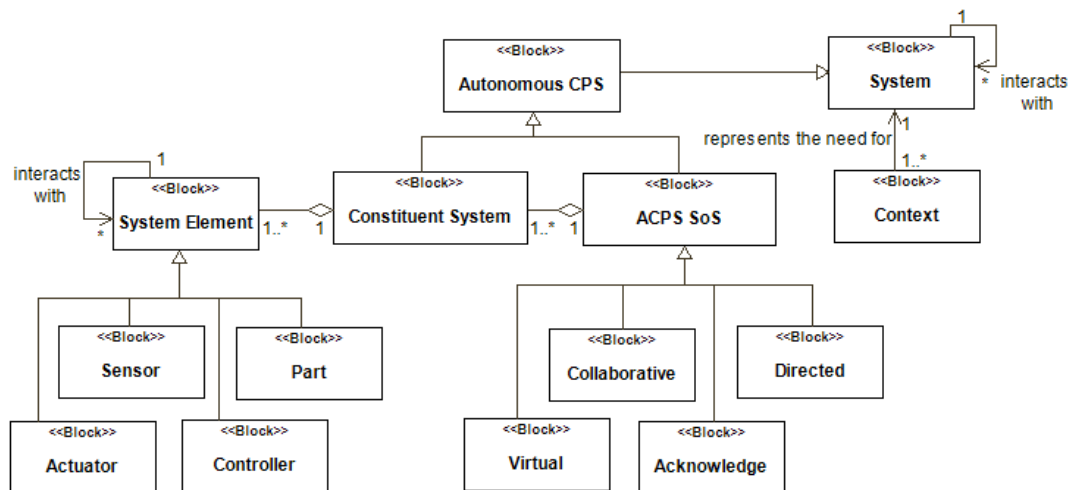 <<Block>>
Autonomous CPS
<<Block>>
System
1
*
interacts
with
represents the need for
1
1..*
<<Block>>
Context
interacts
with
1
*
<<Block>>
System Element
1..*
1
<<Block>>
Constituent System
1..*
1
<<Block>>
ACPS SoS
<<Block>>
Sensor
<<Block>>
Part
<<Block>>
Collaborative
<<Block>>
Directed
<<Block>>
Actuator
<<Block>>
Controller
<<Block>>
Virtual
<<Block>>
Acknowledge